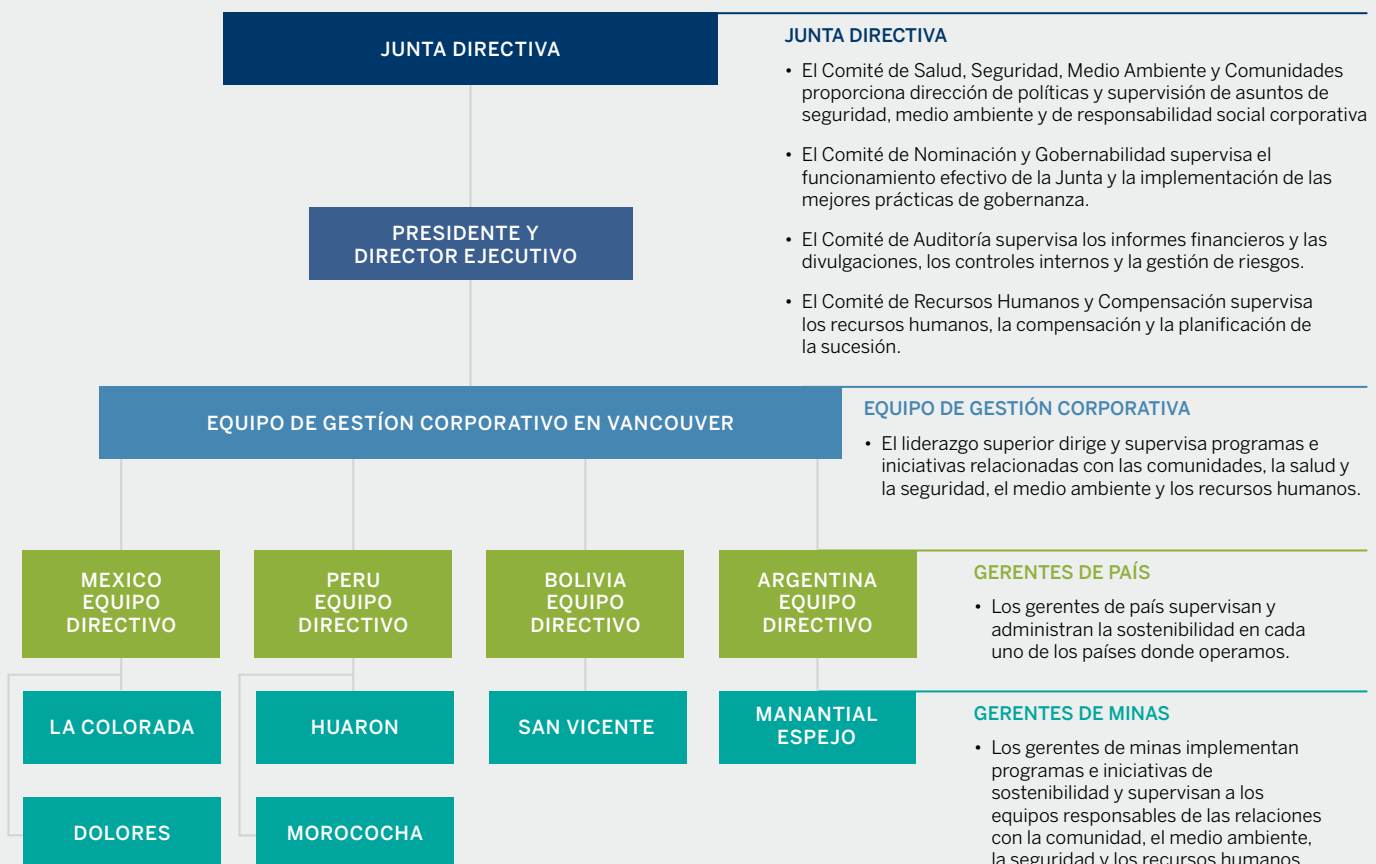 JUNTA DIRECTIVA
JUNTA DIRECTIVA
• El Comité de Salud, Seguridad, Medio Ambiente y Comunidades
proporciona dirección de políticas y supervisión de asuntos de
seguridad, medio ambiente y de responsabilidad social corporativa
• El Comité de Nominación y Gobernabilidad supervisa el
funcionamiento efectivo de la Junta y la implementación de las
mejores prácticas de gobernanza.
• El Comité de Auditoría supervisa los informes financieros y las
divulgaciones, los controles internos y la gestión de riesgos.
• El Comité de Recursos Humanos y Compensación supervisa
los recursos humanos, la compensación y la planificación de
la sucesión.
PRESIDENTE Y
DIRECTOR EJECUTIVO
EQUIPO DE GESTÍON CORPORATIVO EN VANCOUVER
EQUIPO DE GESTIÓN CORPORATIVA
• El liderazgo superior dirige y supervisa programas e
iniciativas relacionadas con las comunidades, la salud y
la seguridad, el medio ambiente y los recursos humanos.
MEXICO
EQUIPO
DIRECTIVO
PERU
EQUIPO
DIRECTIVO
BOLIVIA
EQUIPO
DIRECTIVO
ARGENTINA
EQUIPO
DIRECTIVO
GERENTES DE PAÍS
• Los gerentes de país supervisan y
administran la sostenibilidad en cada
uno de los países donde operamos.
LA COLORADA
HUARON
SAN VICENTE
MANANTIAL
ESPEJO
GERENTES DE MINAS
• Los gerentes de minas implementan
programas e iniciativas de
sostenibilidad y supervisan a los
equipos responsables de las relaciones
con la comunidad, el medio ambiente,
la seguridad y los recursos humanos
DOLORES
MOROCOCHA